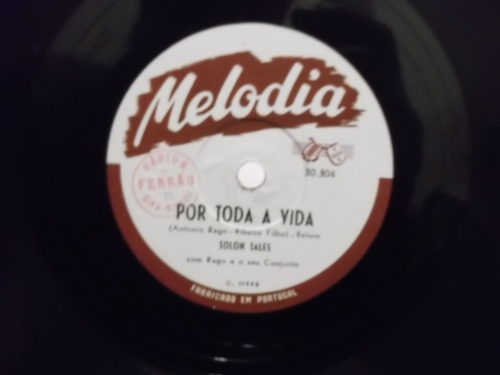 Melodia
30.304
RÁDIO
FERRÃO
POR TODA A VIDA
(António Rego - Ribeiro Filho) - Bolero
SOLON SALES
com Rego e o seu Conjunto
FABRICADO EM PORTUGAL